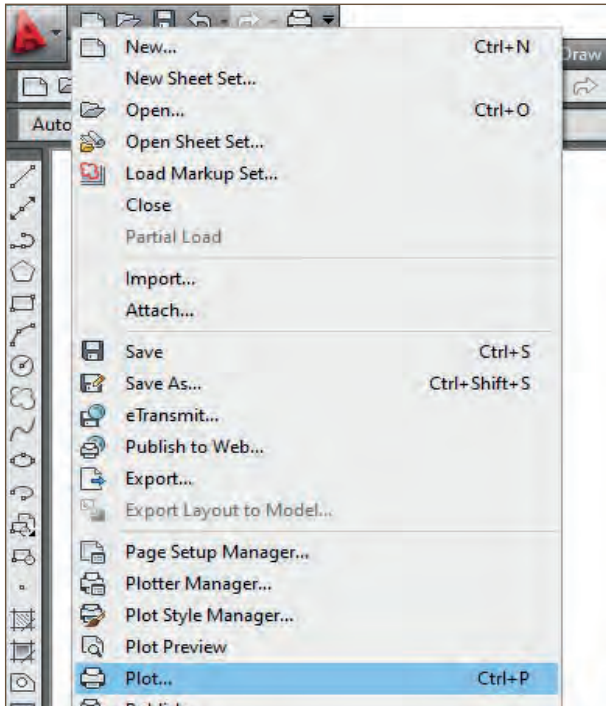 New... Ctrl+N
Draw
New Sheet Set...
Open... Ctrl+O
Auto
Open Sheet Set...
Load Markup Set...
Close
Partial Load
Import...
Attach...
Save Ctrl+S
Save As... Ctrl+Shift+S
eTransmit...
Publish to Web...
Export...
Export Layout to Model...
Page Setup Manager...
Plotter Manager...
Plot Style Manager...
Plot Preview
Plot... Ctrl+P